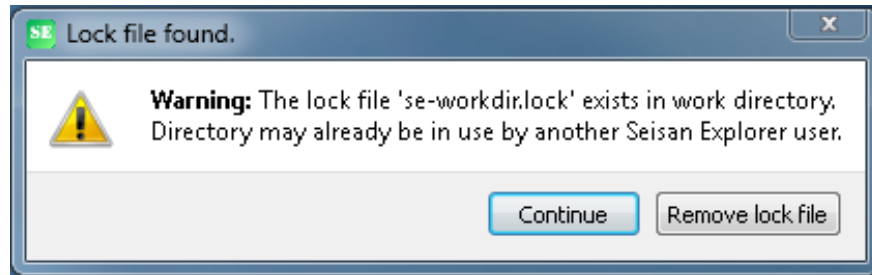 SE Lock file found.
Warning: The lock file 'se-workdir.lock' exists in work directory.
Directory may already be in use by another Seisan Explorer user.
Continue Remove lock file